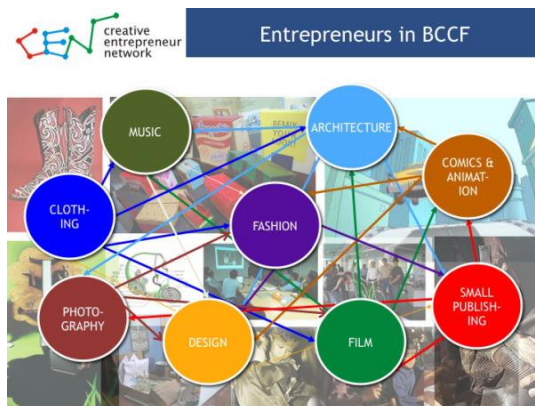 creative
entrepreneur
network
Entrepreneurs in BCCF
MUSIC
ARCHITECTURE
COMICS &
ANIMAT-
ION
CLOTH-
ING
FASHION
PHOTO-
GRAPHY
DESIGN
FILM
SMALL
PUBLISH-
ING
REMIX